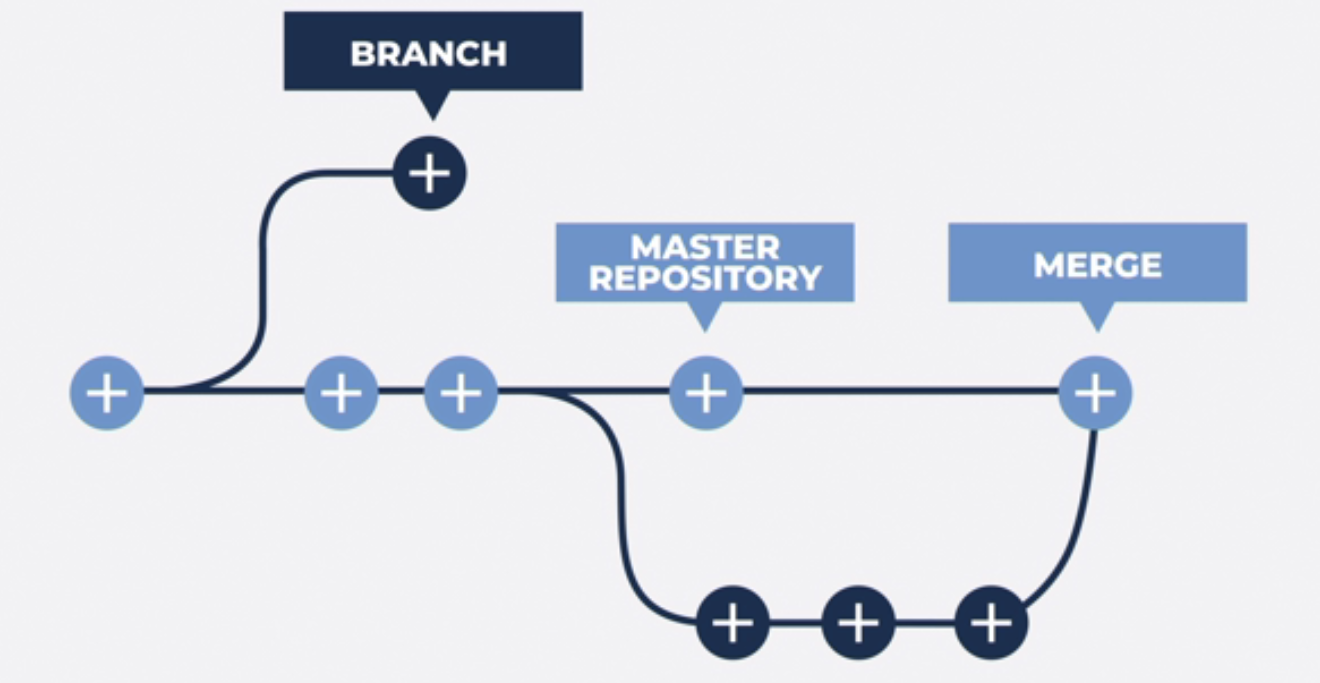 BRANCH
MASTER
REPOSITORY
MERGE